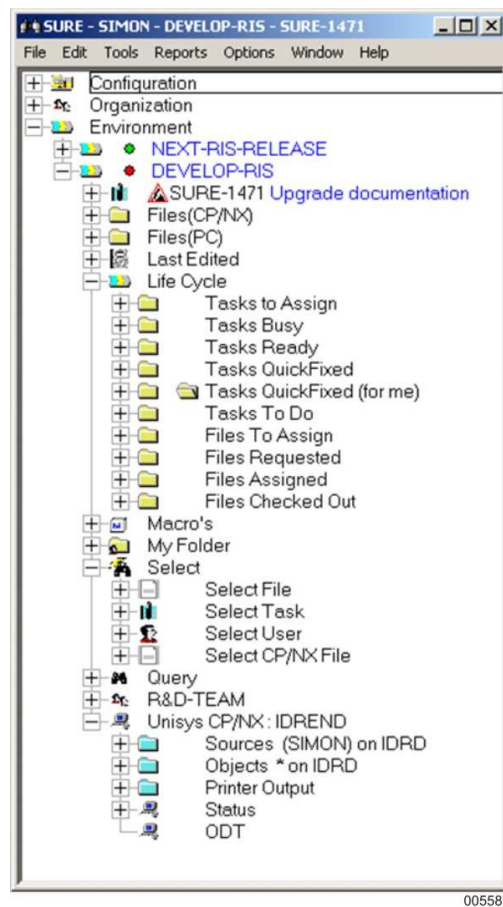 SURE - SIMON - DEVELOP-RIS - SURE-1471
File Edit Tools Reports Options Window Help
Configuration
Organization
Environment
NEXT-RIS-RELEASE
DEVELOP-RIS
SURE-1471 Upgrade documentation
Files(CP/NX)
Files(PC)
Last Edited
Life Cycle
Tasks to Assign
Tasks Busy
Tasks Ready
Tasks QuickFixed
Tasks QuickFixed (for me)
Tasks To Do
Files To Assign
Files Requested
Files Assigned
Files Checked Out
Macro's
My Folder
Select
Select File
Select Task
Select User
Select CP/NX File
Query
R&D-TEAM
Unisys CP/NX : IDREND
Sources (SIMON) on IDRD
Objects * on IDRD
Printer Output
Status
ODT
00558